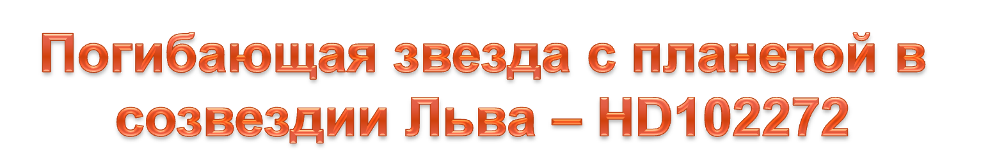 Погибающая звезда с планетой в
созвездии Льва – HD102272